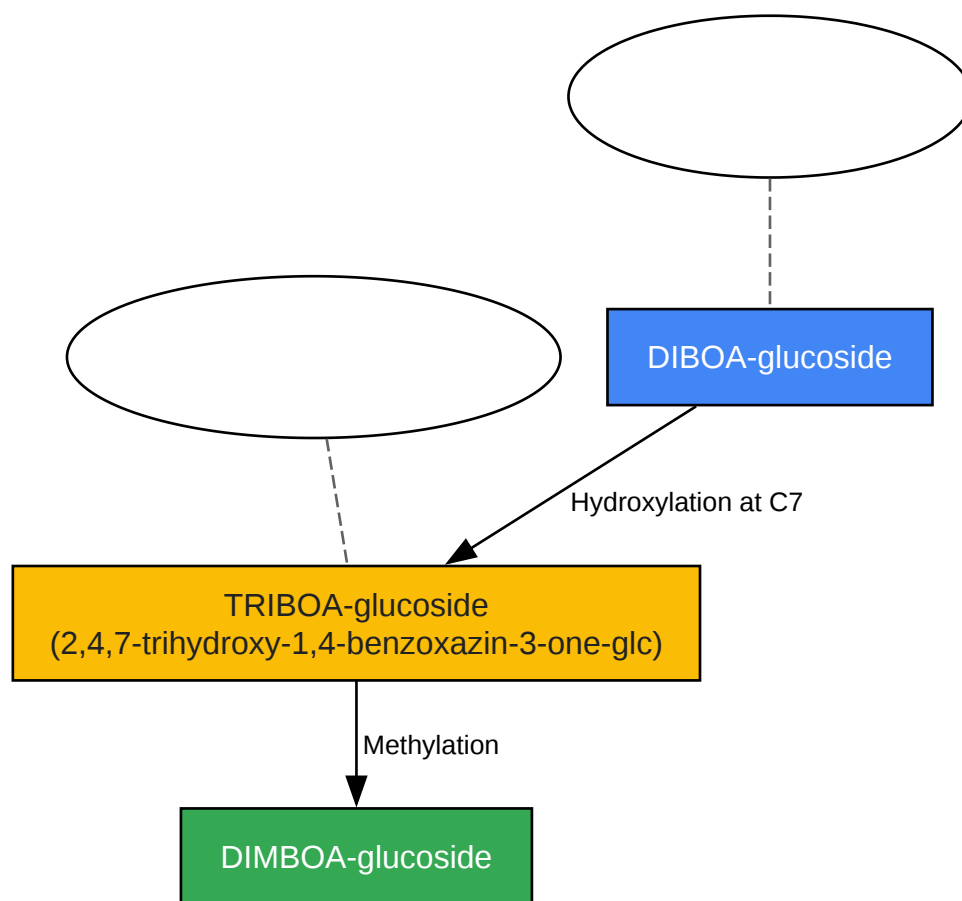 DIBOA-glucoside
Hydroxylation at C7
TRIBOA-glucoside
(2,4,7-trihydroxy-1,4-benzoxazin-3-one-glc)
Methylation
DIMBOA-glucoside